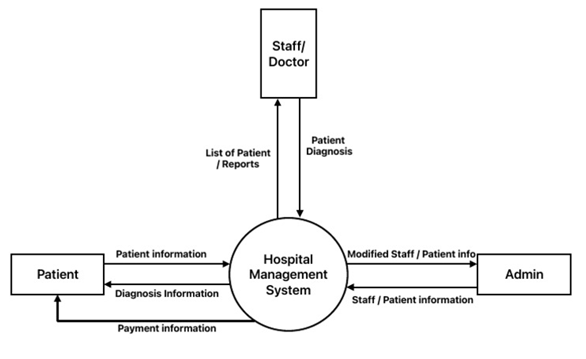 Staff/
Doctor
List of Patient
/ Reports
Patient
Diagnosis
Patient information
Modified Staff / Patient info
Patient
Hospital
Management
System
Admin
Diagnosis Information
Staff / Patient information
Payment information